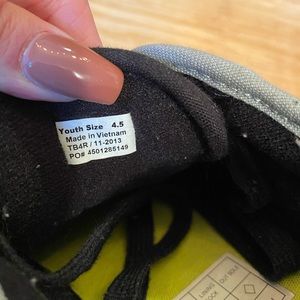 Youth Size 4.5
Made in Vietnam
TB4R / 11-2013
PO# 4501285149